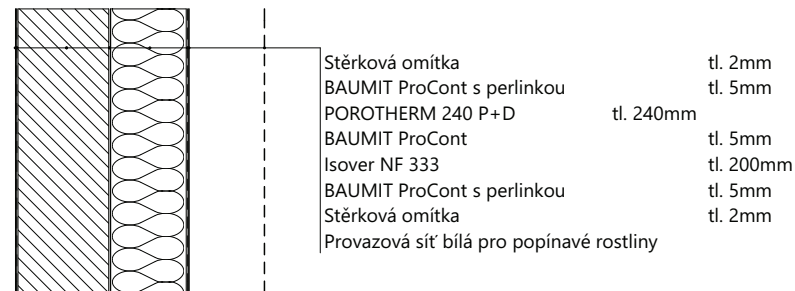 Stěrková omítka tl. 2mm
BAUMIT ProCont s perlinkou tl. 5mm
POROTHERM 240 P+D tl. 240mm
BAUMIT ProCont tl. 5mm
Isover NF 333 tl. 200mm
BAUMIT ProCont s perlinkou tl. 5mm
Stěrková omítka tl. 2mm
Provazová síť bílá pro popínavé rostliny